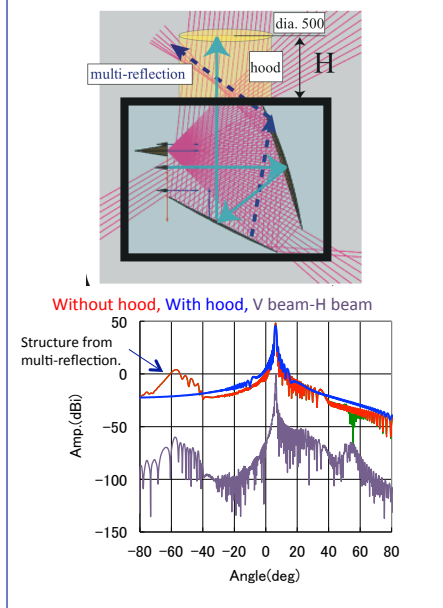 dia. 500
hood
H
multi-reflection
Without hood, With hood, V beam-H beam
Structure from
multi-reflection.
Amp.(dBi)
50
0
−50
−100
−150
−80 −60 −40 −20 0 20 40 60 80
Angle(deg)